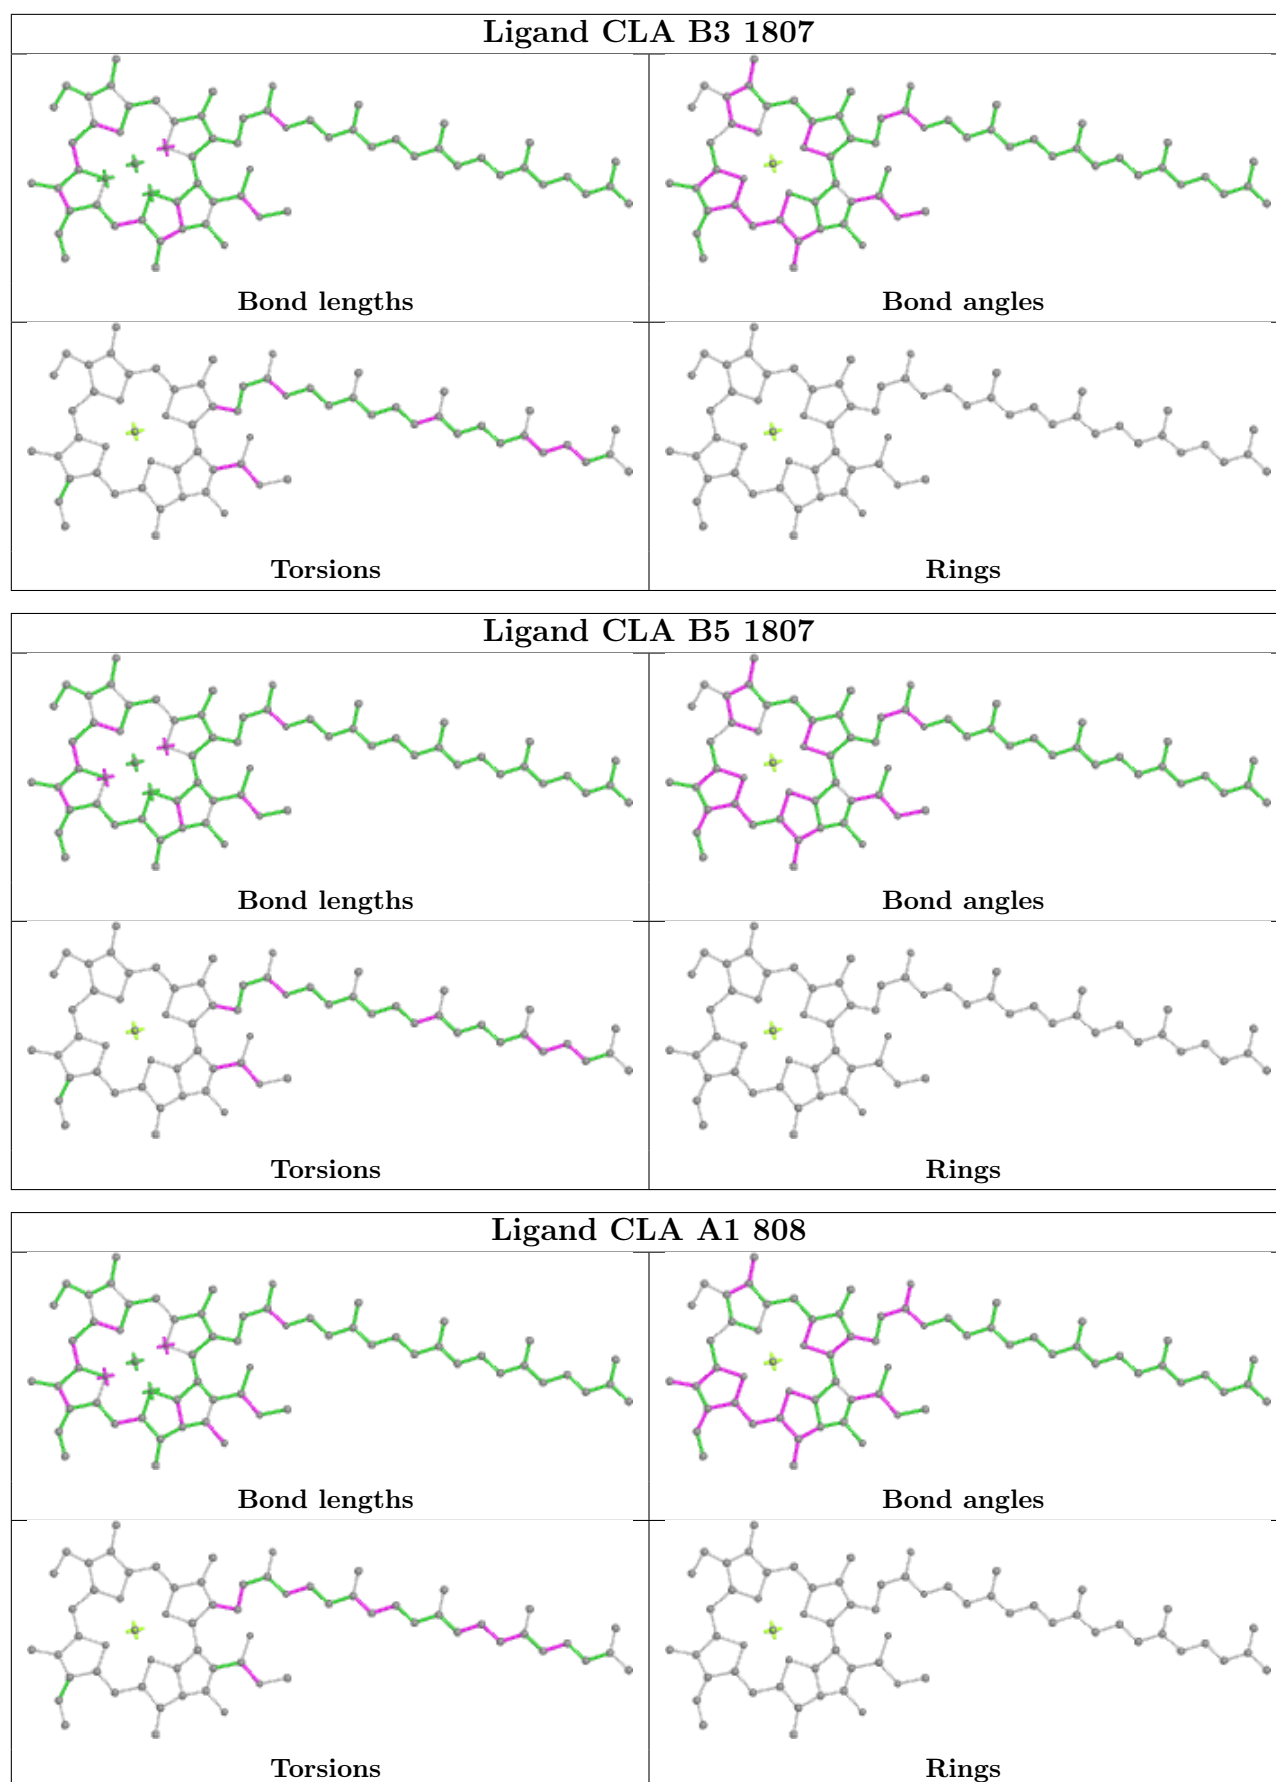 Ligand CLA B3 1807
Bond lengths
Bond angles
Torsions
Rings
Ligand CLA B5 1807
Bond lengths
Bond angles
Torsions
Rings
Ligand CLA A1 808
Bond lengths
Bond angles
Torsions
Rings